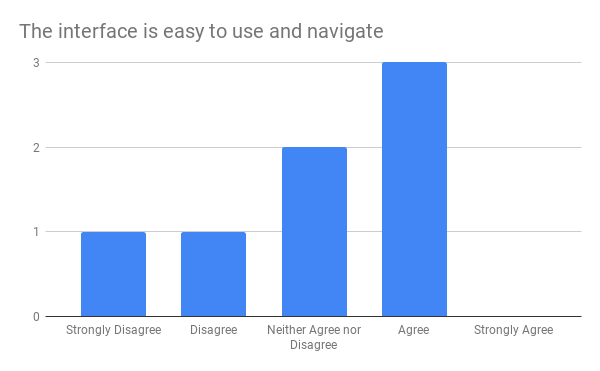 The interface is easy to use and navigate
3
2
1
0
Strongly Disagree
Disagree
Neither Agree nor
Disagree
Agree
Strongly Agree